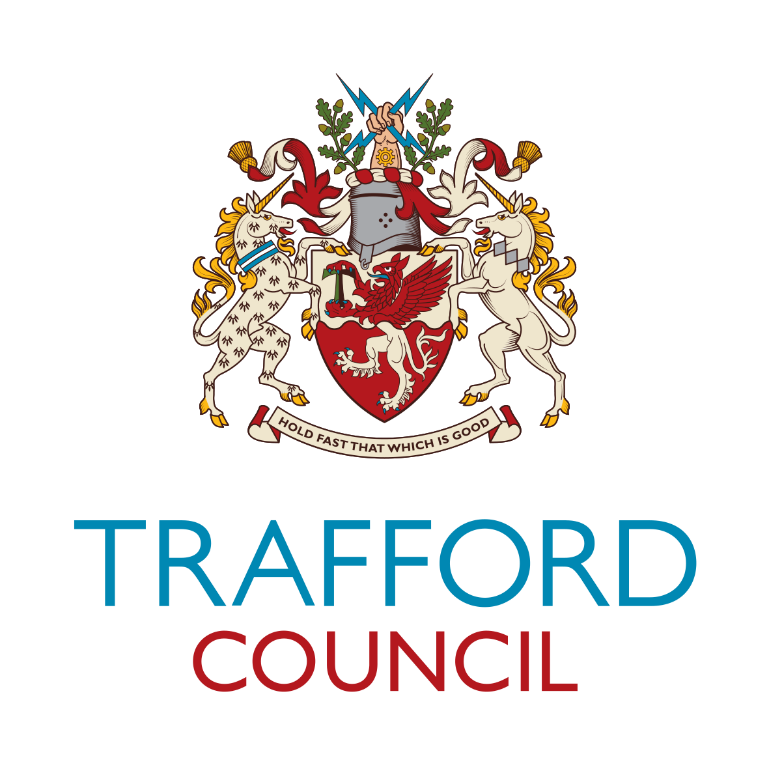 HOLD FAST THAT WHICH IS GOOD
TRAFFORD
COUNCIL